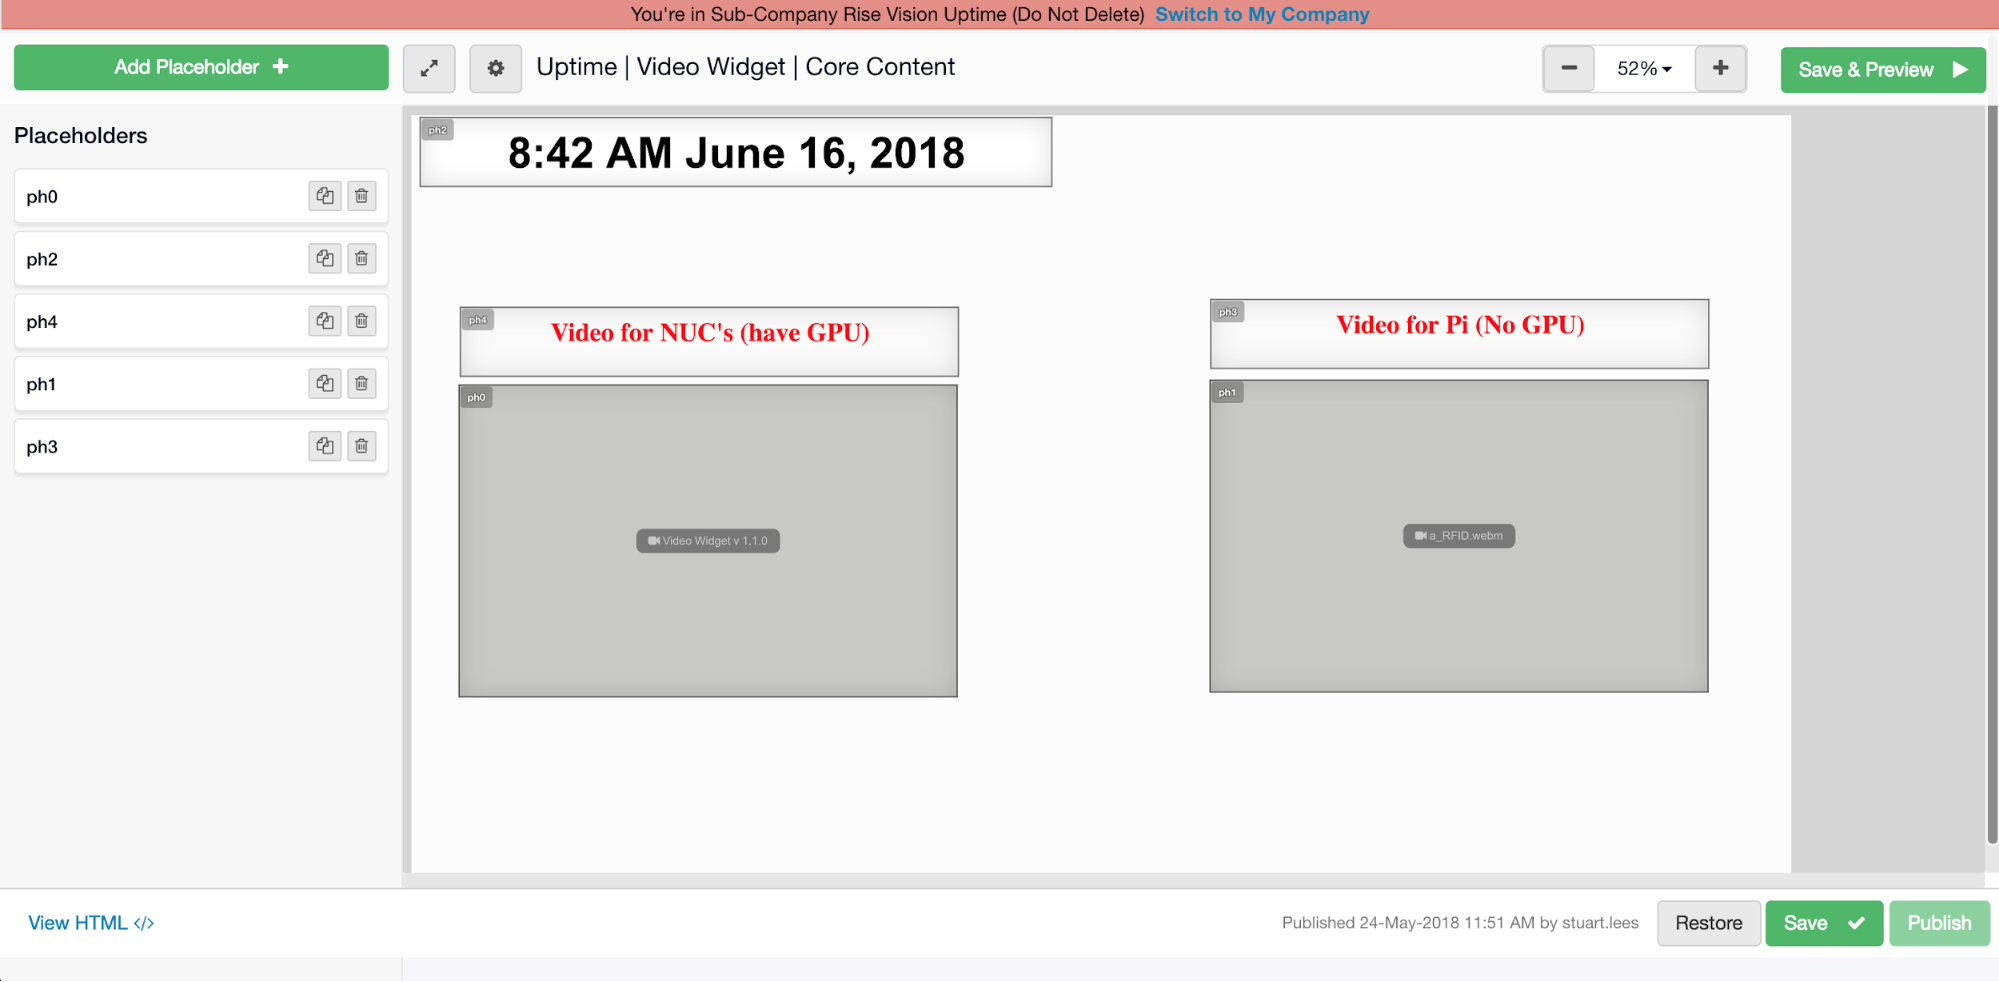 You're in Sub-Company Rise Vision Uptime (Do Not Delete) Switch to My Company
Add Placeholder
Uptime | Video Widget | Core Content
52%
Save & Preview
Placeholders
ph0
ph2
ph4
ph1
ph3
ph2
8:42 AM June 16, 2018
ph4
Video for NUC's (have GPU)
ph3
Video for Pi (No GPU)
ph0
Video Widget v 1.1.0
ph1
a_RFID.webm
View HTML </>
Published 24-May-2018 11:51 AM by stuart.lees
Restore
Save
Publish